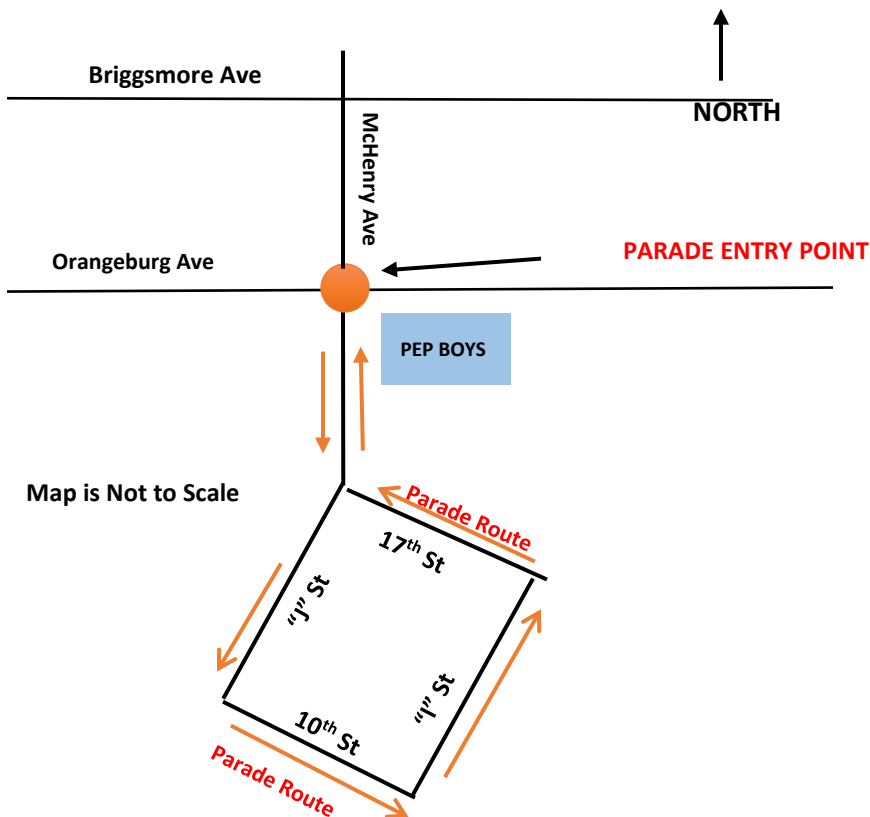 Briggsmore Ave
NORTH
McHenry Ave
PARADE ENTRY POINT
Orangeburg Ave
PEP BOYS
Map is Not to Scale
Parade Route
17th St
“J” St
“I” St
10th St
Parade Route